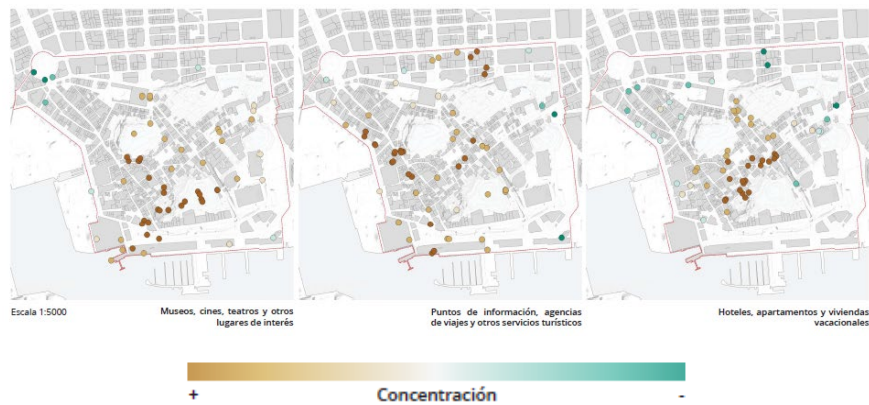 Escala 1:5000
Museos, cines, teatros y otros
lugares de interés
Puntos de información, agencias
de viajes y otros servicios turísticos
Hoteles, apartamentos y viviendas
vacacionales
+
Concentración
-